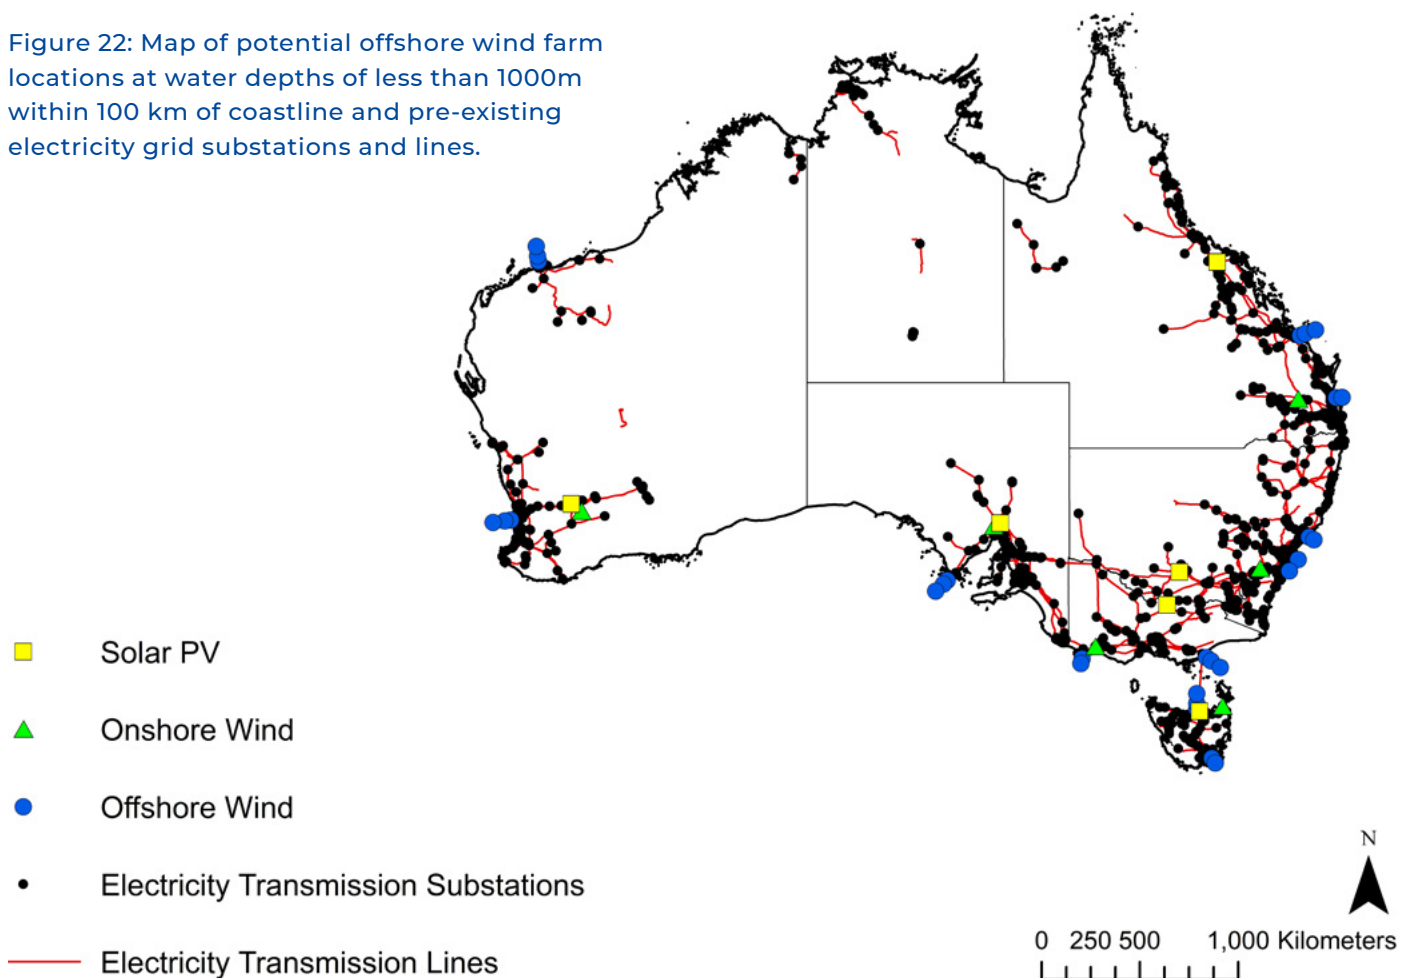 Figure 22: Map of potential offshore wind farm
locations at water depths of less than 1000m
within 100 km of coastline and pre-existing
electricity grid substations and lines.
Solar PV
Onshore Wind
Offshore Wind
Electricity Transmission Substations
Electricity Transmission Lines
N
0 250 500 1,000 Kilometers